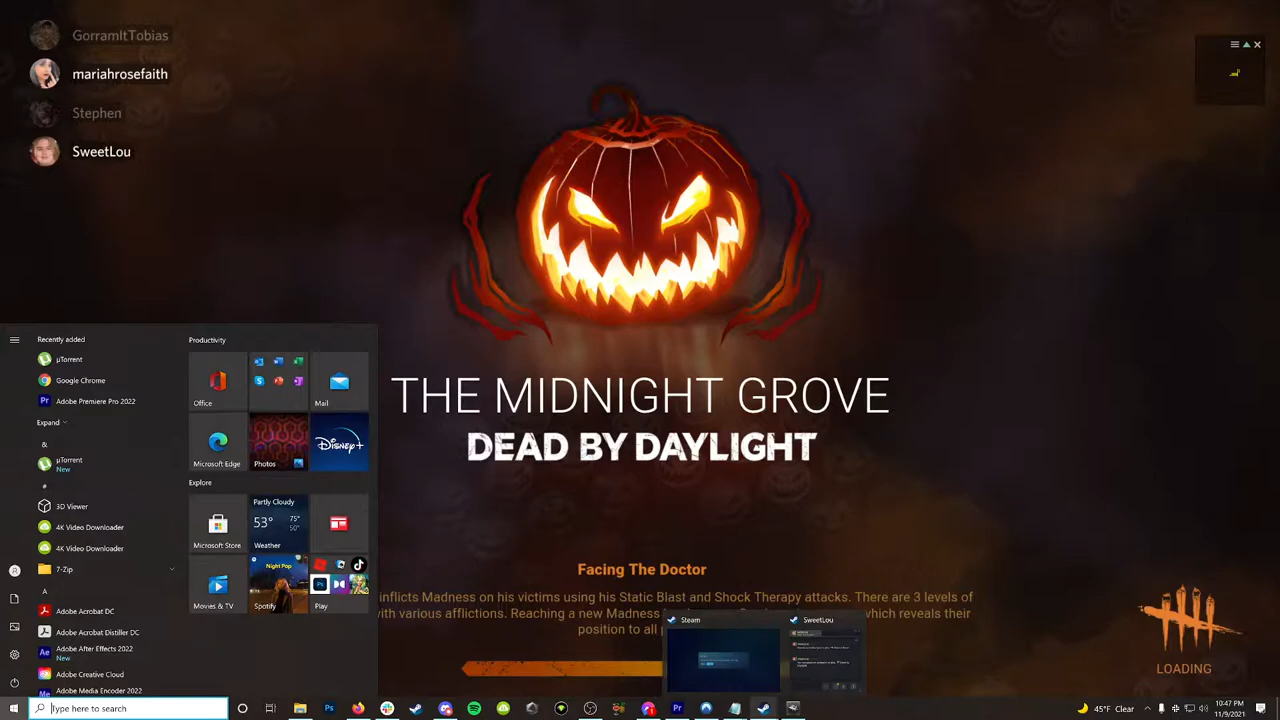 GorramItTobias
mariahrosefaith
Stephen
SweetLou
Recently added
µTorrent
Google Chrome
Adobe Premiere Pro 2022
Expand
&
µTorrent
New
#
3D Viewer
4K Video Downloader
4K Video Downloader
7-Zip
A
Adobe Acrobat DC
Adobe Acrobat Distiller DC
Adobe After Effects 2022
New
Adobe Creative Cloud
Adobe Media Encoder 2022
Productivity
Office
Mail
Microsoft Edge
Photos
Disney+
Explore
Microsoft Store
Partly Cloudy
53° 75° 50°
Weather
Movies & TV
Night Pop
Spotify
Play
THE MIDNIGHT GROVE
DEAD BY DAYLIGHT
Facing The Doctor
inflicts Madness on his victims using his Static Blast and Shock Therapy attacks. There are 3 levels of
with various afflictions. Reaching a new Madness which reveals their
position to all
Steam
SweetLou
LOADING
Type here to search
45°F Clear
10:47 PM
11/9/2021